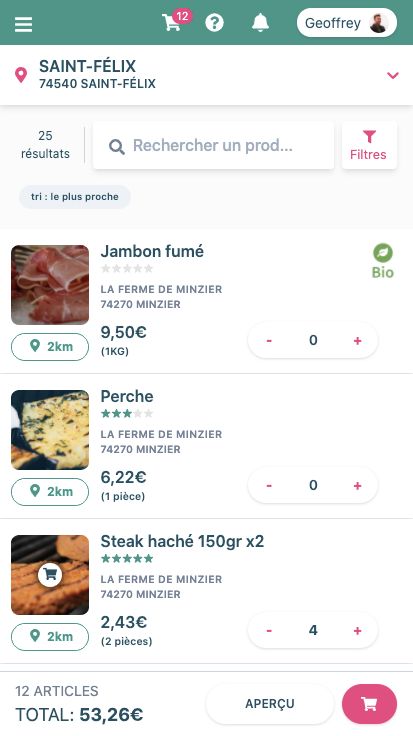 12
Geoffrey
SAINT-FÉLIX
74540 SAINT-FÉLIX
25
résultats
Rechercher un prod...
Filtres
tri : le plus proche
Jambon fumé
Bio
LA FERME DE MINZIER
74270 MINZIER
2km
9,50€
(1KG)
- 0 +
Perche
LA FERME DE MINZIER
74270 MINZIER
2km
6,22€
(1 pièce)
- 0 +
Steak haché 150gr x2
LA FERME DE MINZIER
74270 MINZIER
2km
2,43€
(2 pièces)
- 4 +
12 ARTICLES
TOTAL: 53,26€
APERÇU